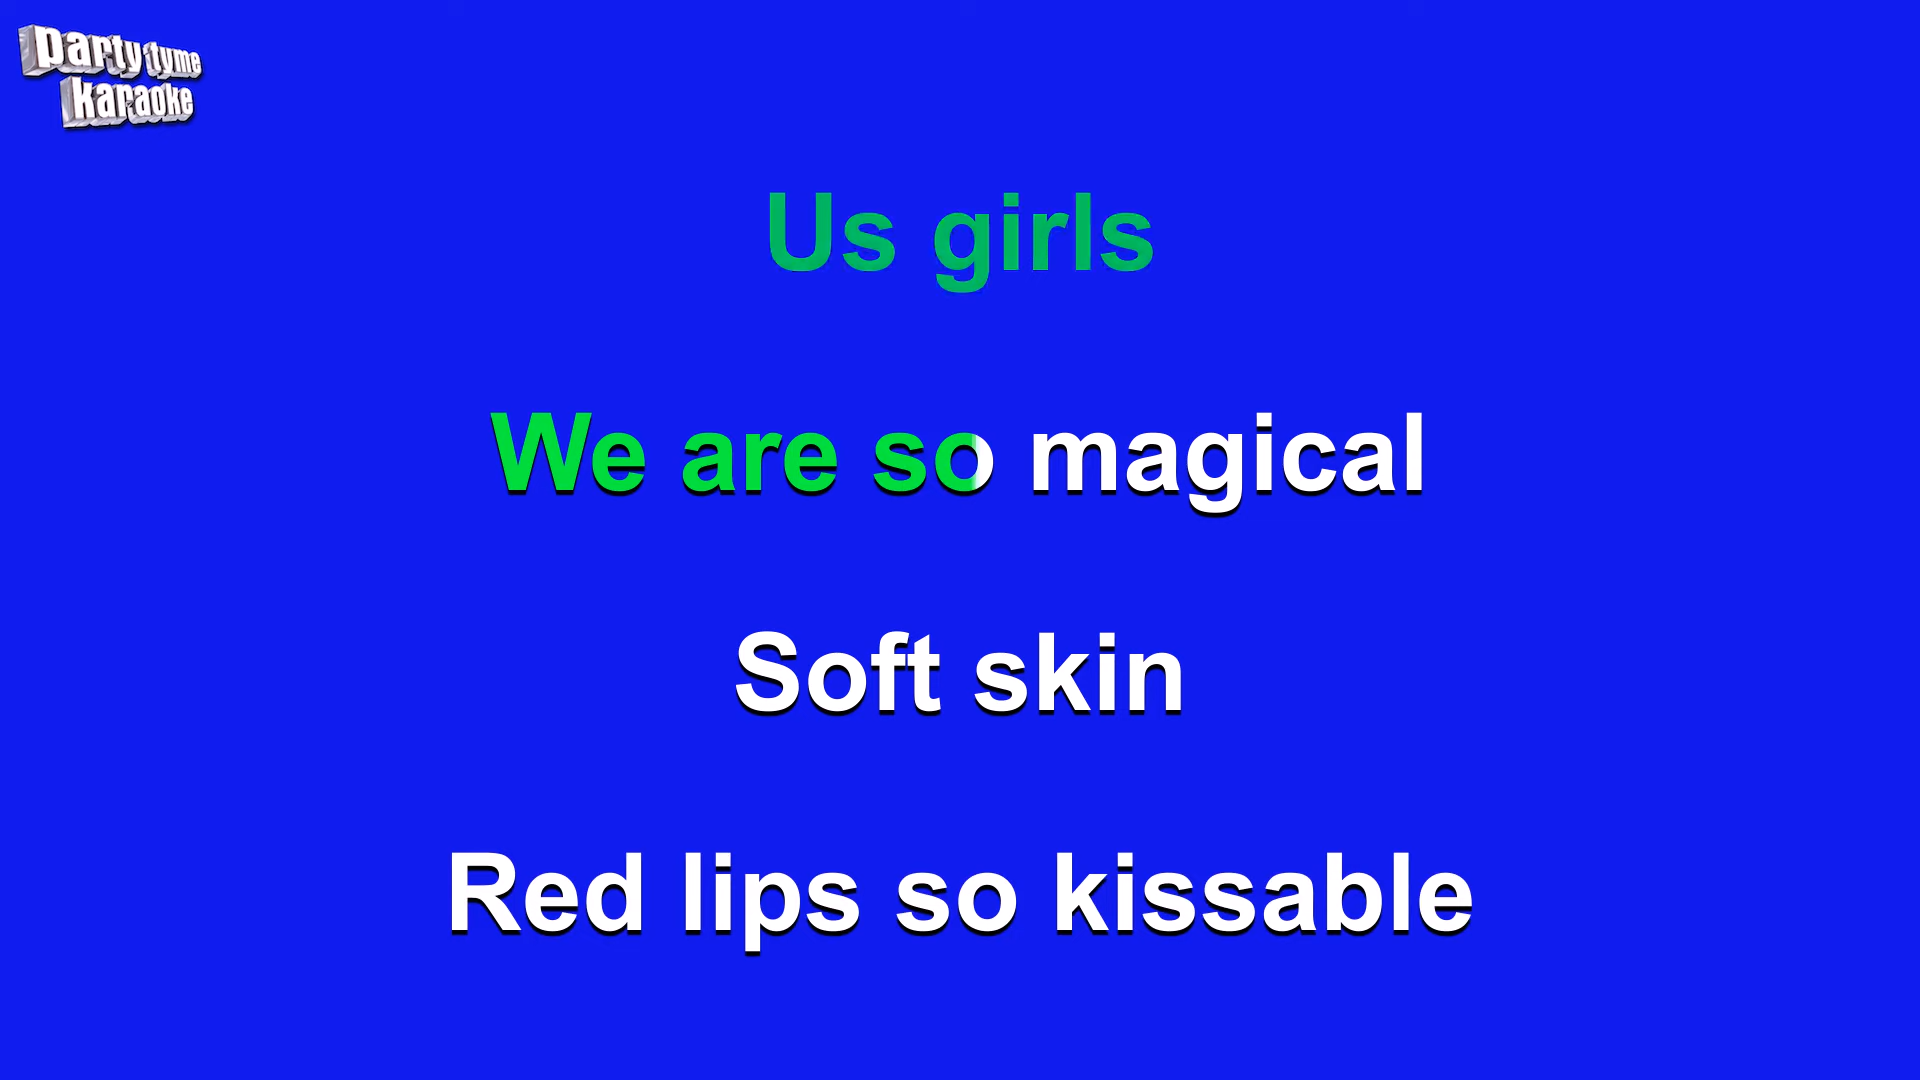 party tyme
karaoke
Us girls
We are so magical
Soft skin
Red lips so kissable